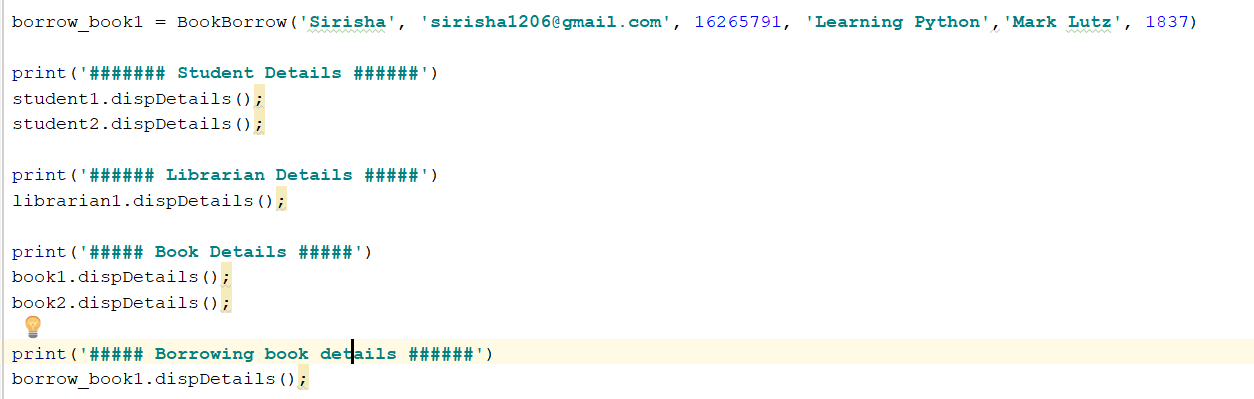 borrow_book1 = BookBorrow('Sirisha', 'sirisha1206@gmail.com', 16265791, 'Learning Python','Mark Lutz', 1837)
print('####### Student Details ######')
student1.dispDetails();
student2.dispDetails();
print('###### Librarian Details #####')
librarian1.dispDetails();
print('##### Book Details #####')
book1.dispDetails();
book2.dispDetails();
print('##### Borrowing book details ######')
borrow_book1.dispDetails();